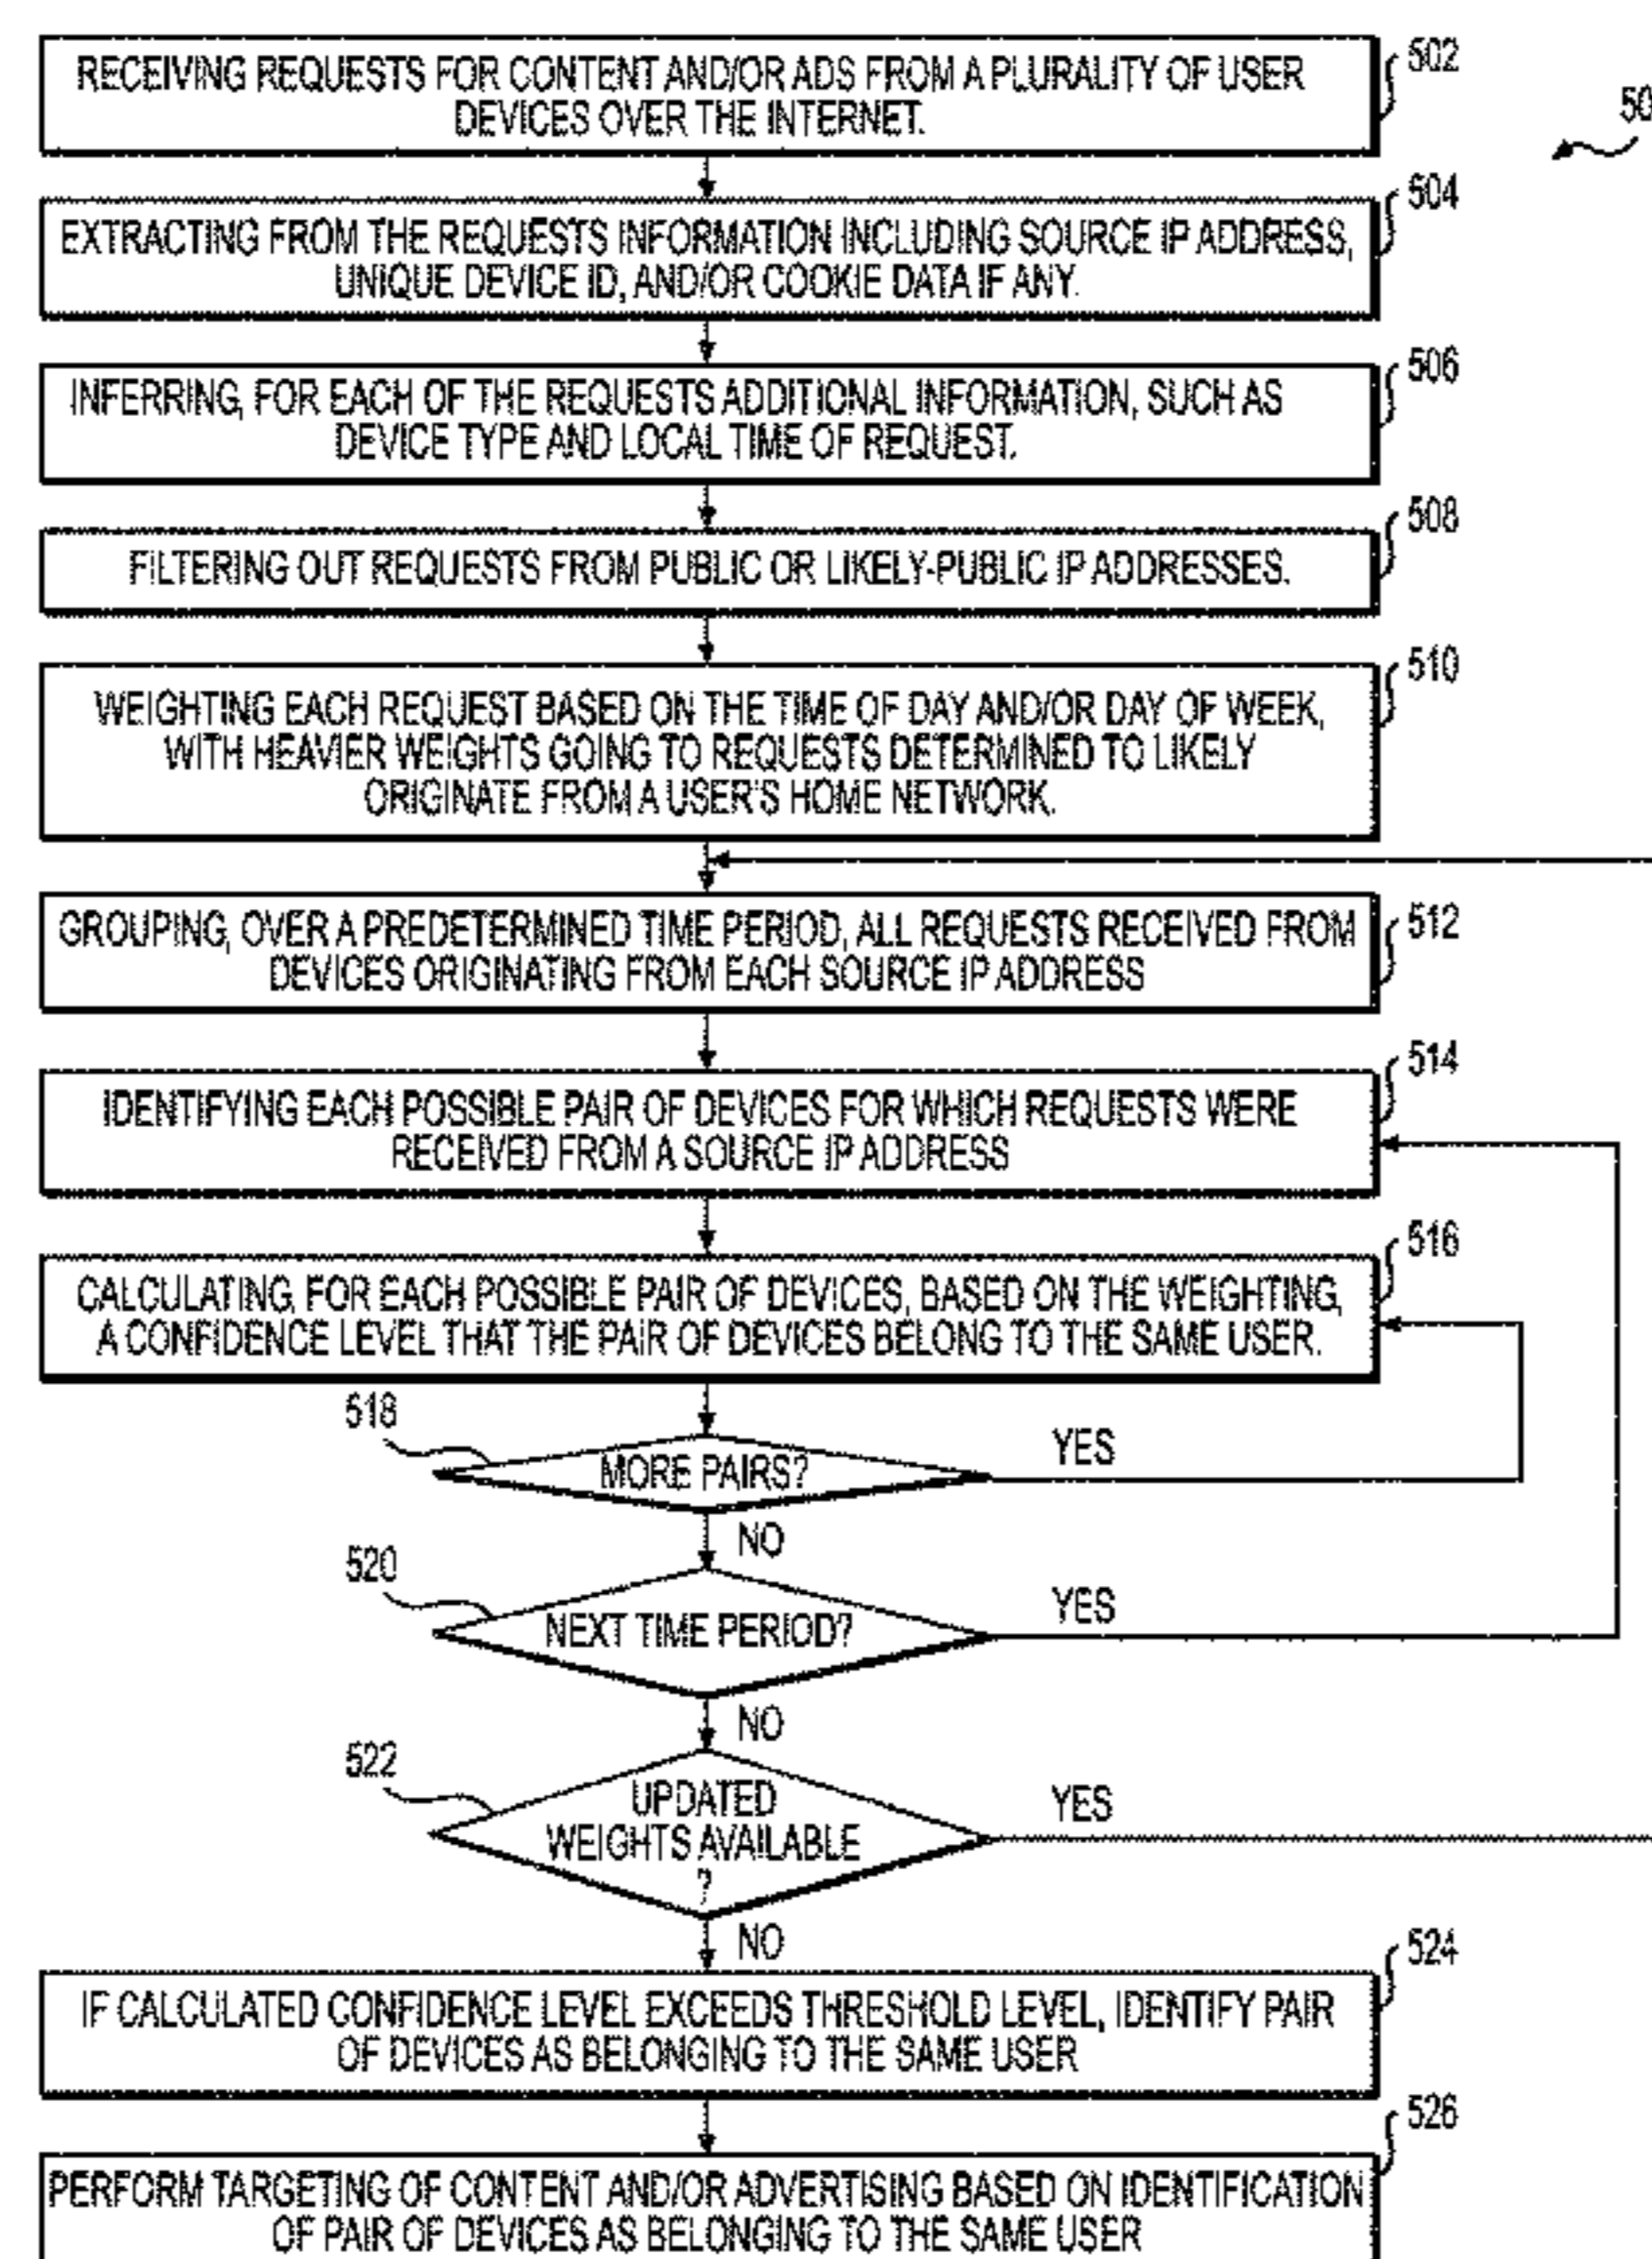 502
RECEIVING REQUESTS FOR CONTENT AND/OR ADS FROM A PLURALITY OF USER
DEVICES OVER THE INTERNET.
50
504
EXTRACTING FROM THE REQUESTS INFORMATION INCLUDING SOURCE IP ADDRESS,
UNIQUE DEVICE ID, AND/OR COOKIE DATA IF ANY.
506
INFERRING, FOR EACH OF THE REQUESTS ADDITIONAL INFORMATION, SUCH AS
DEVICE TYPE AND LOCAL TIME OF REQUEST.
508
FILTERING OUT REQUESTS FROM PUBLIC OR LIKELY-PUBLIC IP ADDRESSES.
510
WEIGHTING EACH REQUEST BASED ON THE TIME OF DAY AND/OR DAY OF WEEK,
WITH HEAVIER WEIGHTS GOING TO REQUESTS DETERMINED TO LIKELY
ORIGINATE FROM A USER'S HOME NETWORK.
512
GROUPING, OVER A PREDETERMINED TIME PERIOD, ALL REQUESTS RECEIVED FROM
DEVICES ORIGINATING FROM EACH SOURCE IP ADDRESS
514
IDENTIFYING EACH POSSIBLE PAIR OF DEVICES FOR WHICH REQUESTS WERE
RECEIVED FROM A SOURCE IP ADDRESS
516
CALCULATING, FOR EACH POSSIBLE PAIR OF DEVICES, BASED ON THE WEIGHTING,
A CONFIDENCE LEVEL THAT THE PAIR OF DEVICES BELONG TO THE SAME USER.
518
MORE PAIRS?
YES
NO
520
NEXT TIME PERIOD?
YES
NO
522
UPDATED
WEIGHTS AVAILABLE
?
YES
NO
524
IF CALCULATED CONFIDENCE LEVEL EXCEEDS THRESHOLD LEVEL, IDENTIFY PAIR
OF DEVICES AS BELONGING TO THE SAME USER
526
PERFORM TARGETING OF CONTENT AND/OR ADVERTISING BASED ON IDENTIFICATION
OF PAIR OF DEVICES AS BELONGING TO THE SAME USER